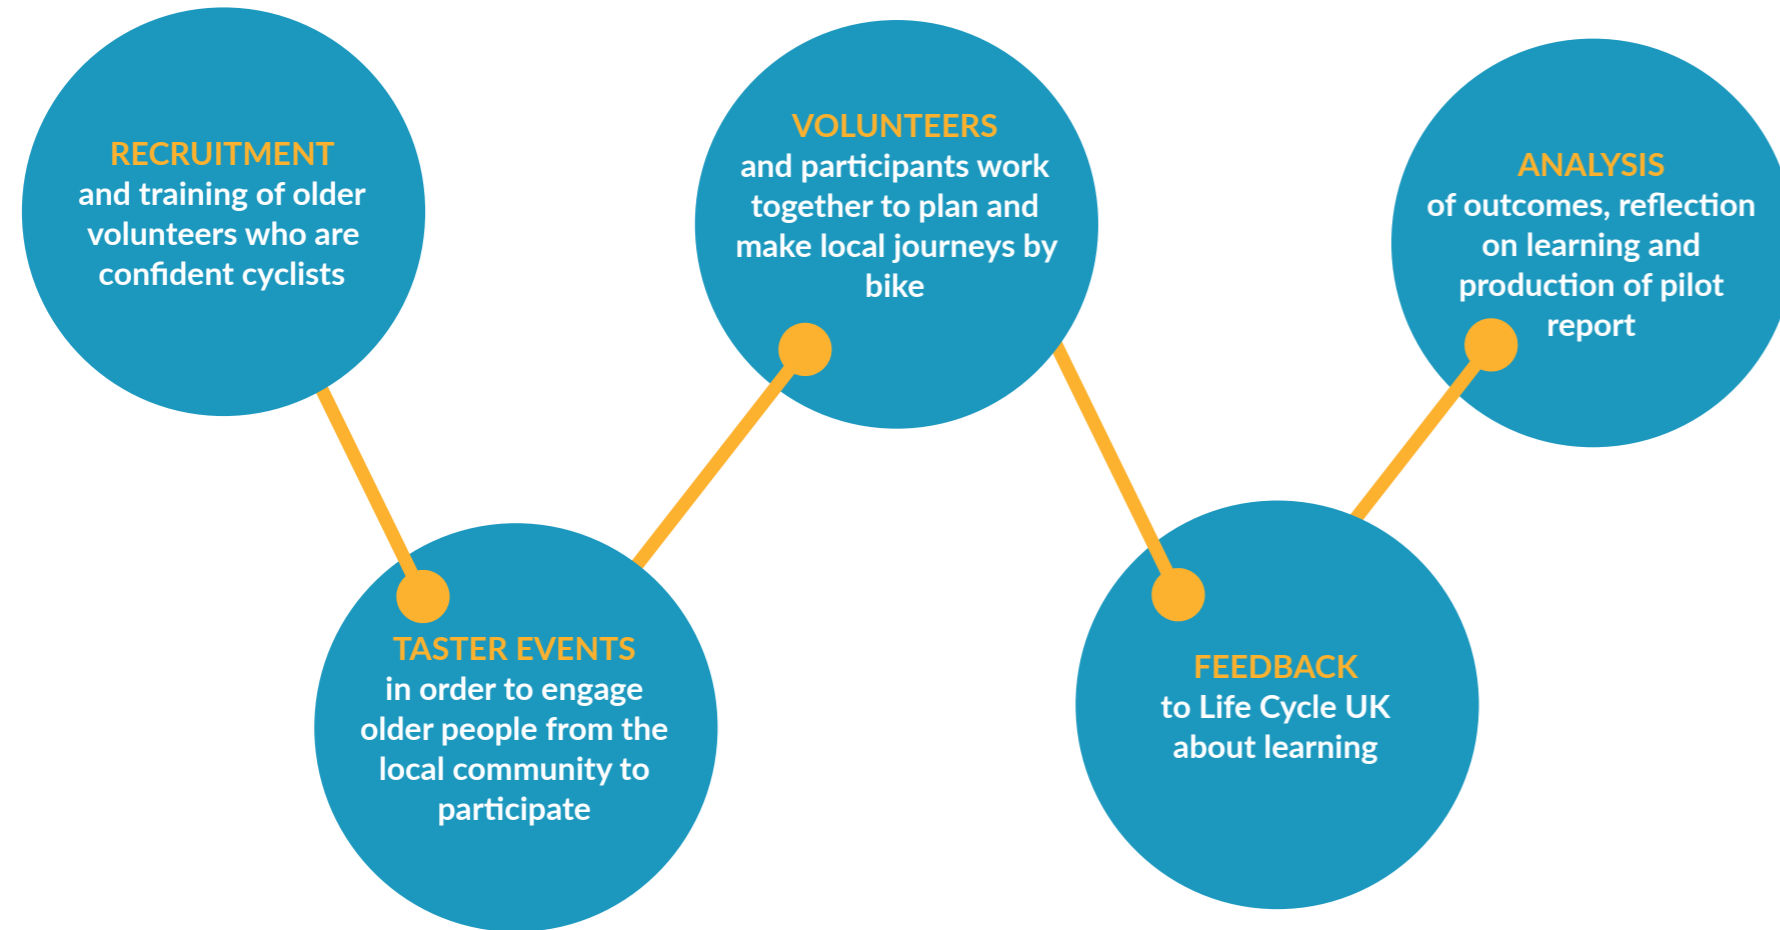 RECRUITMENT
and training of older
volunteers who are
confident cyclists
TASTER EVENTS
in order to engage
older people from the
local community to
participate
VOLUNTEERS
and participants work
together to plan and
make local journeys by
bike
FEEDBACK
to Life Cycle UK
about learning
ANALYSIS
of outcomes, reflection
on learning and
production of pilot
report